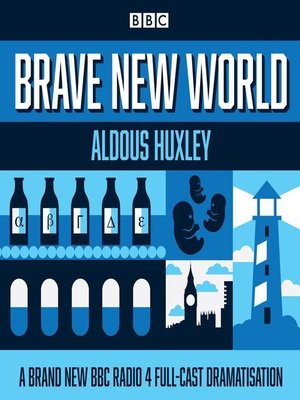 BBC
BRAVE NEW WORLD
ALDOUS HUXLEY
α β Γ Δ ε
A BRAND NEW BBC RADIO 4 FULL-CAST DRAMATISATION